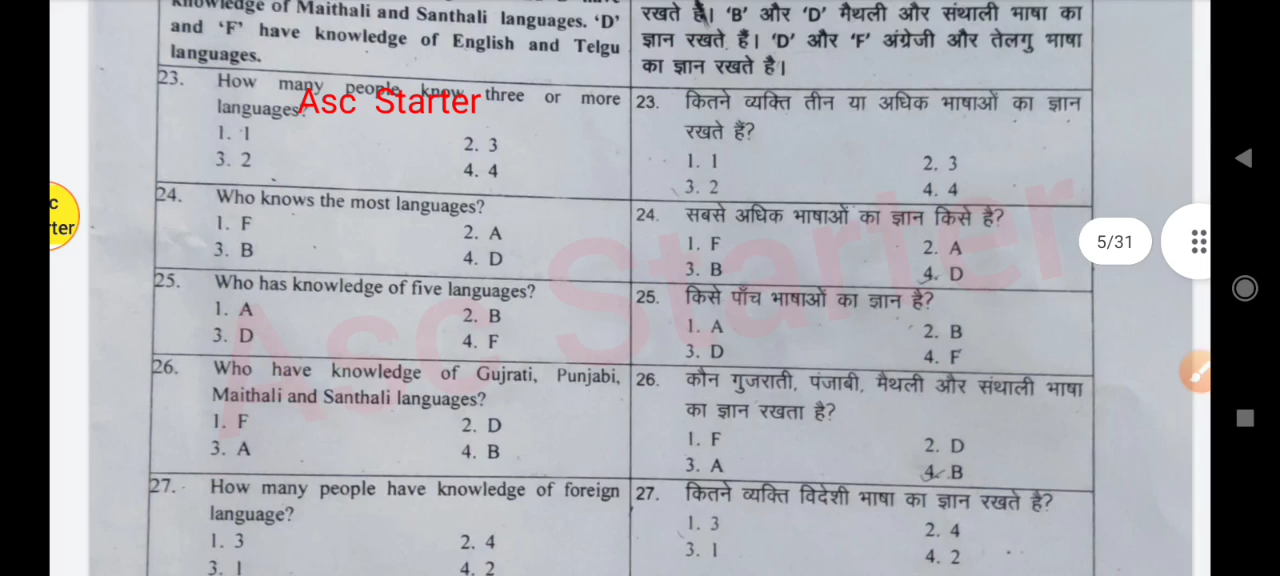 knowledge of Maithali and Santhali languages. ‘D’
and ‘F’ have knowledge of English and Telgu
languages.
23. How many people know three or more
languages?
1. 1
2. 3
3. 2
4. 4
24. Who knows the most languages?
1. F
2. A
3. B
4. D
25. Who has knowledge of five languages?
1. A
2. B
3. D
4. F
26. Who have knowledge of Gujrati, Punjabi,
Maithali and Santhali languages?
1. F
2. D
3. A
4. B
27. How many people have knowledge of foreign
language?
1. 3
2. 4
3. 1
4. 2
रखते हैं। ‘B’ और ‘D’ मैथली और संथाली भाषा का
ज्ञान रखते हैं। ‘D’ और ‘F’ अंग्रेजी और तेलगु भाषा
का ज्ञान रखते है।
23. कितने व्यक्ति तीन या अधिक भाषाओं का ज्ञान
रखते हैं?
1. 1
2. 3
3. 2
4. 4
24. सबसे अधिक भाषाओं का ज्ञान किसे है?
1. F
2. A
3. B
4. D
25. किसे पाँच भाषाओं का ज्ञान है?
1. A
2. B
3. D
4. F
26. कौन गुजराती, पंजाबी, मैथली और संथाली भाषा
का ज्ञान रखता है?
1. F
2. D
3. A
4. B
27. कितने व्यक्ति विदेशी भाषा का ज्ञान रखते है?
1. 3
2. 4
3. 1
4. 2
Asc Starter
Asc Starter
c
ter
5/31